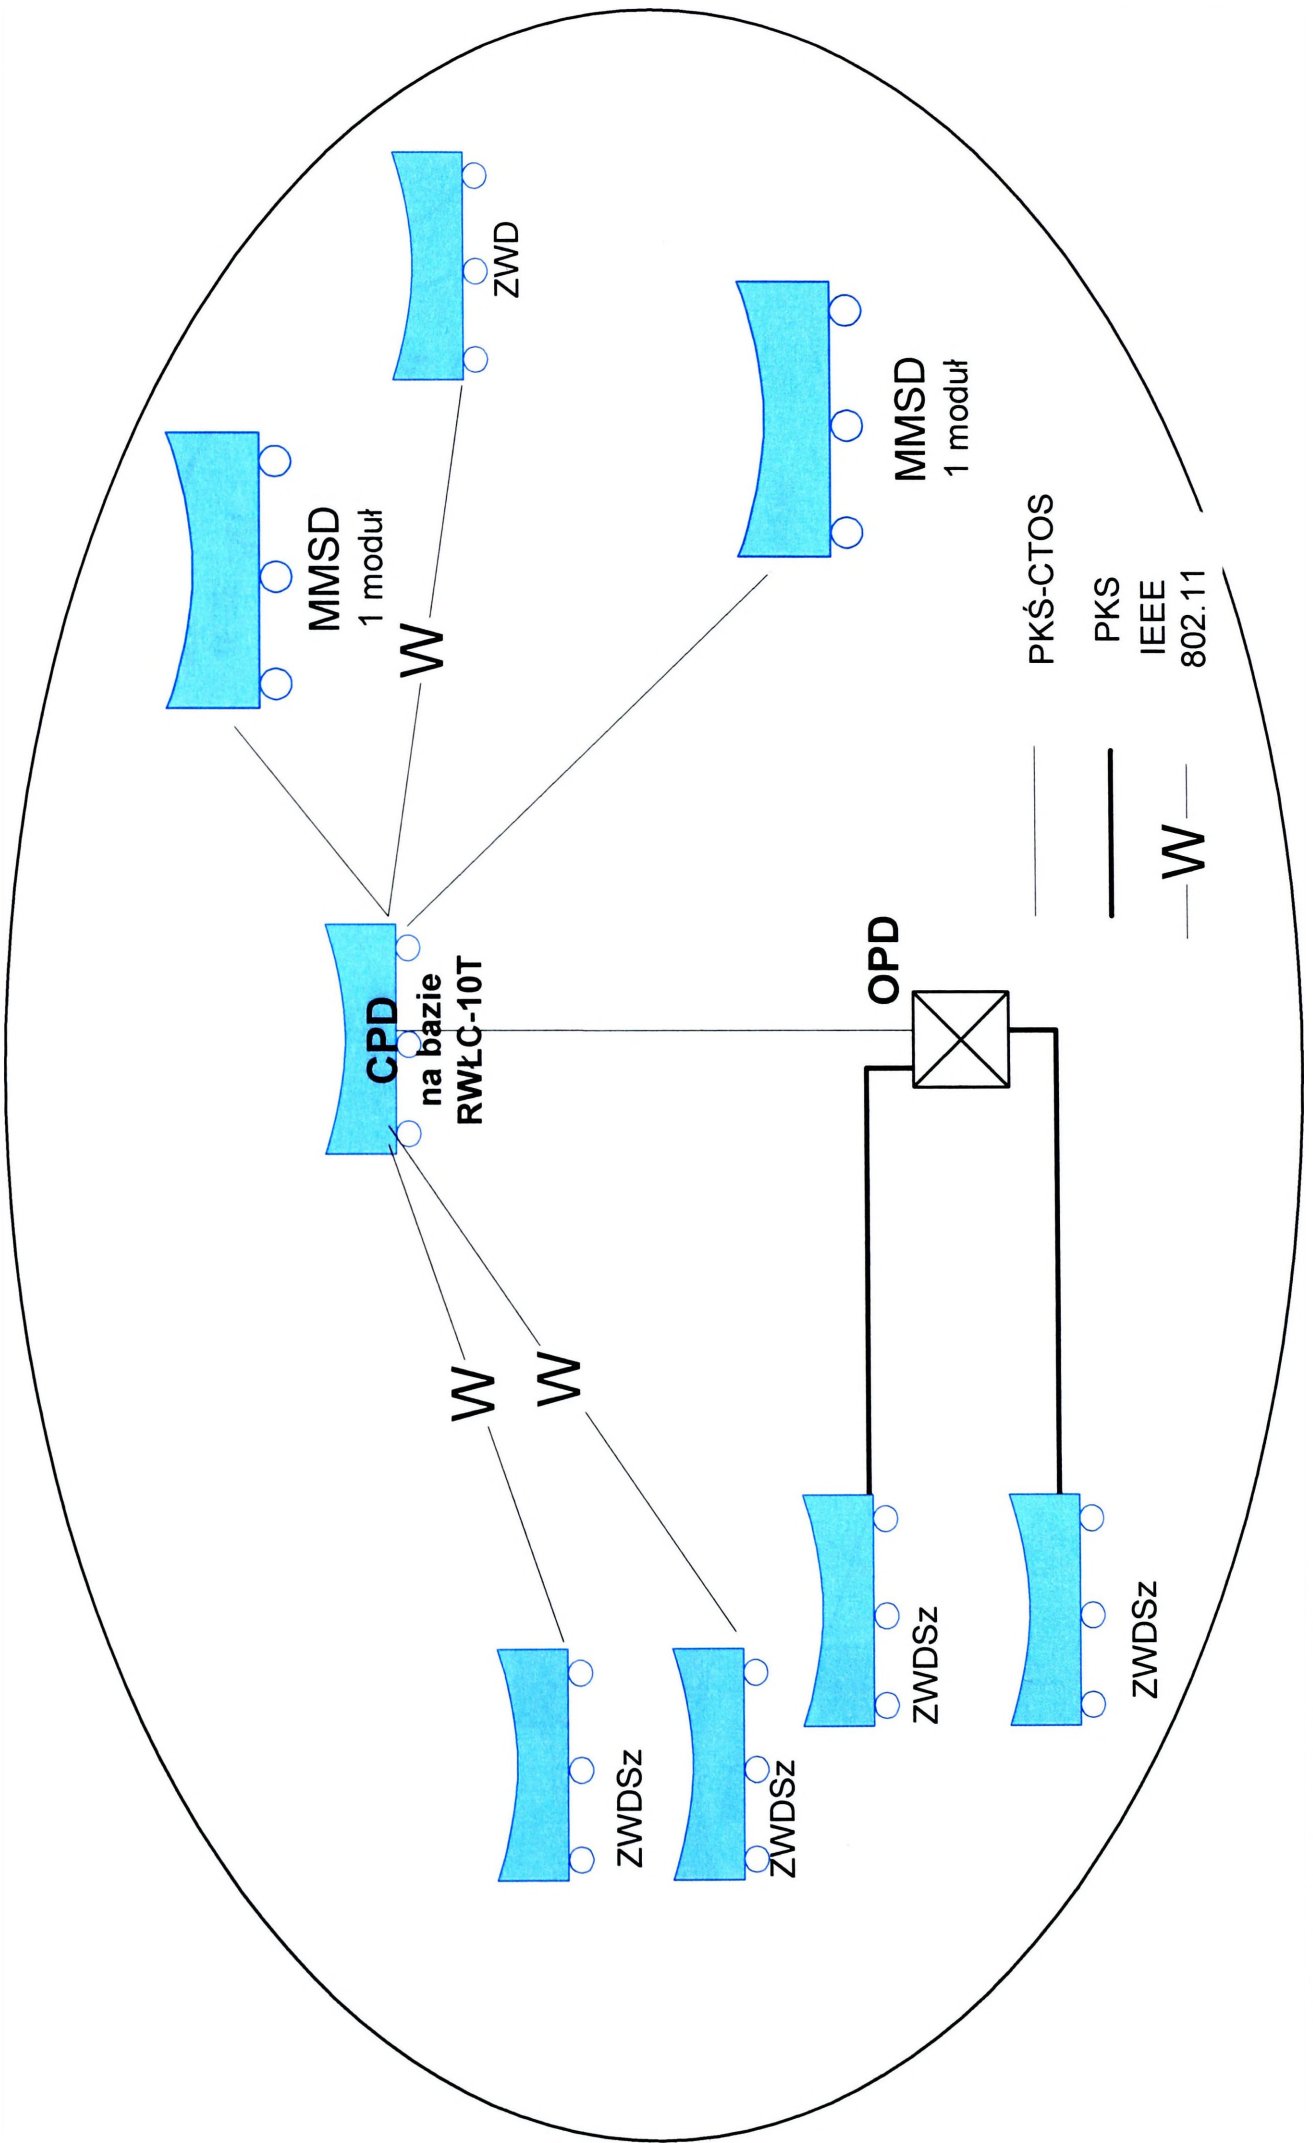 ZWDSz
ZWDSz
ZWDSz
ZWDSz
W
W
CPD
na bazie
RWŁC-10T
OPD
MMSD
1 moduł
W
ZWD
MMSD
1 moduł
PKŚ-CTOS
PKS
W
IEEE
802.11